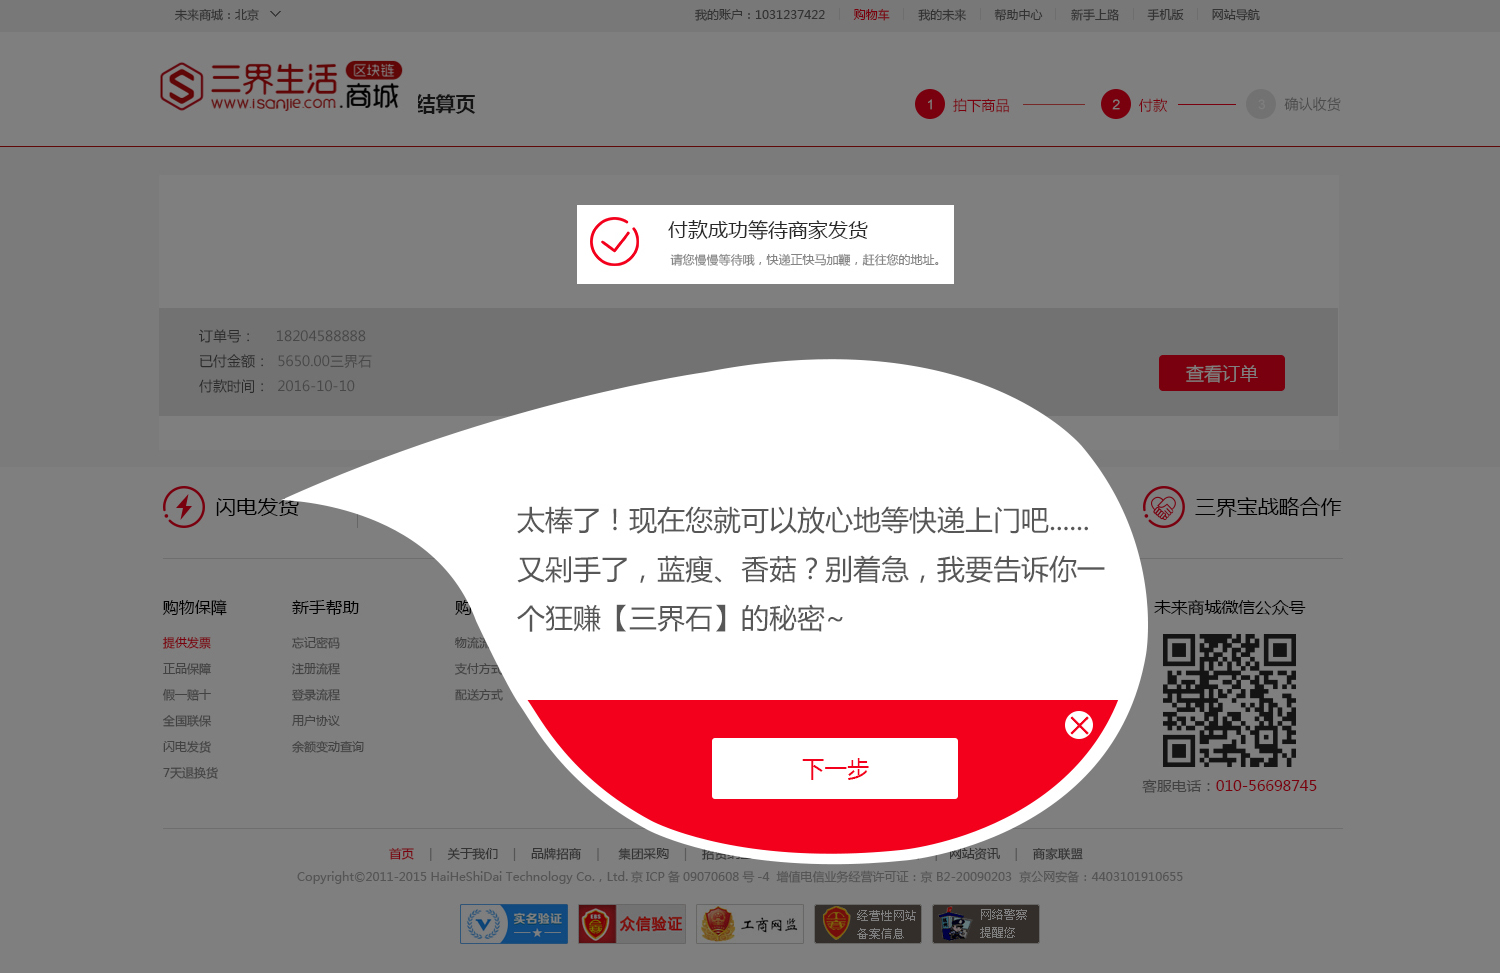 未来商城：北京
我的账户：1031237422 购物车 我的未来 帮助中心 新手上路 手机版 网站导航
三界生活 区块链
www.isanjie.com.商城 结算页
1 拍下商品 2 付款 3 确认收货
付款成功等待商家发货
请您慢慢等待哦，快递正快马加鞭，赶往您的地址。
订单号： 18204588888
已付金额： 5650.00三界石
付款时间： 2016-10-10
查看订单
闪电发货
三界宝战略合作
太棒了！现在您就可以放心地等快递上门吧......
又剁手了，蓝瘦、香菇？别着急，我要告诉你一
个狂赚【三界石】的秘密~
下一步
购物保障
提供发票
正品保障
假一赔十
全国联保
闪电发货
7天退换货
新手帮助
忘记密码
注册流程
登录流程
用户协议
余额变动查询
物流
支付方式
配送方式
未来商城微信公众号
客服电话：010-56698745
首页 | 关于我们 | 品牌招商 | 集团采购 | 网站资讯 | 商家联盟
Copyright©2011-2015 HaiHeShiDai Technology Co.，Ltd. 京 ICP 备 09070608 号 -4 增值电信业务经营许可证：京 B2-20090203 京公网安备：4403101910655
实名验证
众信验证
工商网监
经营性网站
备案信息
网络警察
提醒您